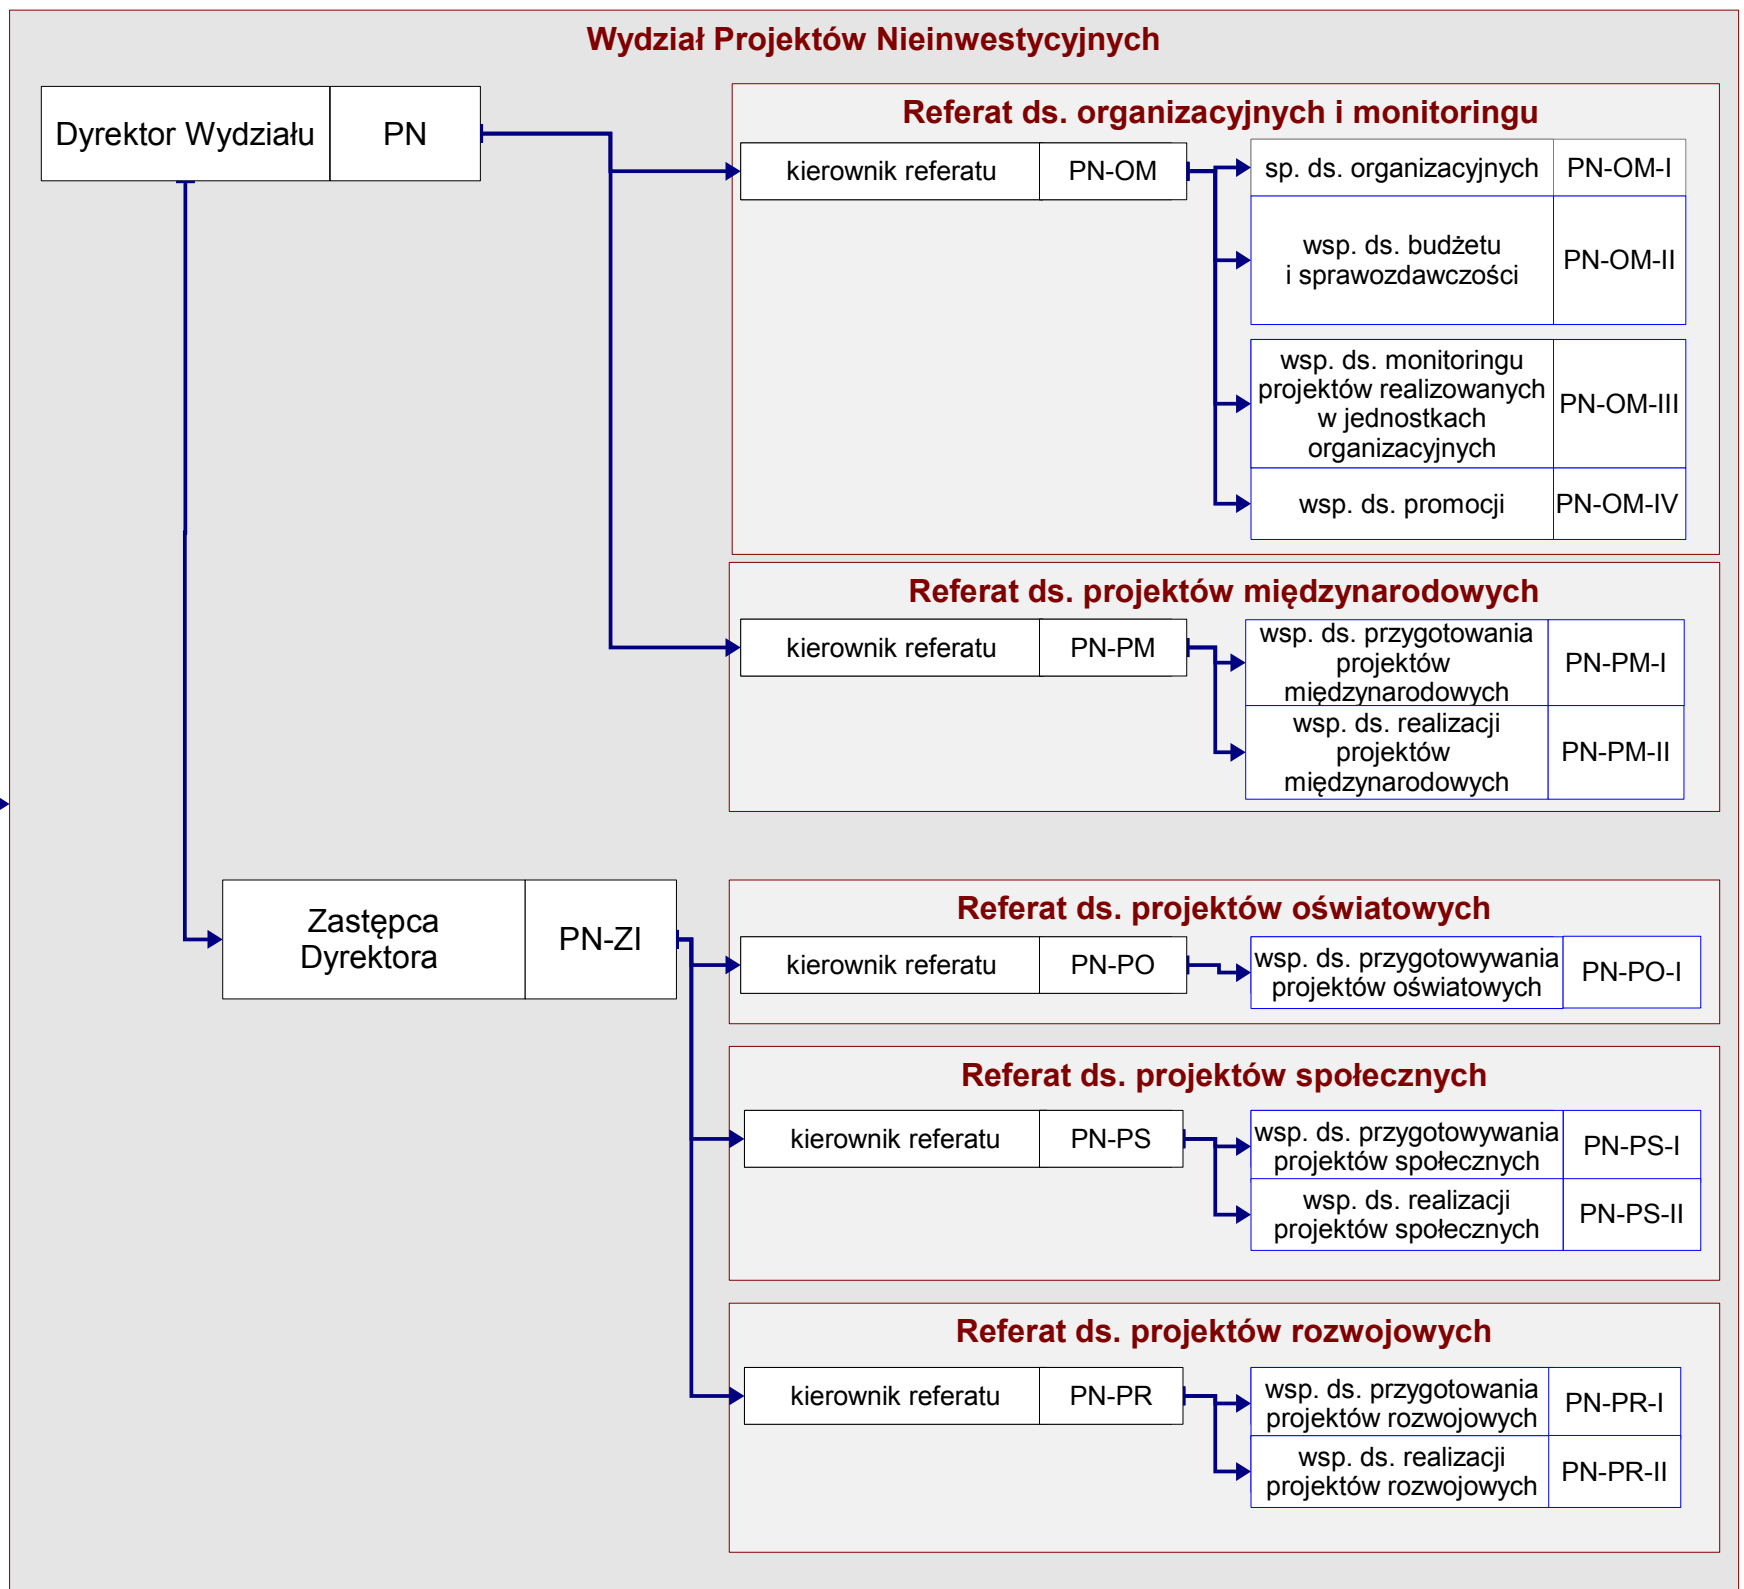 Wydział Projektów Nieinwestycyjnych
Dyrektor Wydziału
PN
Referat ds. organizacyjnych i monitoringu
kierownik referatu
PN-OM
sp. ds. organizacyjnych
PN-OM-I
wsp. ds. budżetu
i sprawozdawczości
PN-OM-II
wsp. ds. monitoringu
projektów realizowanych
w jednostkach
organizacyjnych
PN-OM-III
wsp. ds. promocji
PN-OM-IV
Referat ds. projektów międzynarodowych
kierownik referatu
PN-PM
wsp. ds. przygotowania
projektów
międzynarodowych
PN-PM-I
wsp. ds. realizacji
projektów
międzynarodowych
PN-PM-II
Zastępca
Dyrektora
PN-ZI
Referat ds. projektów oświatowych
kierownik referatu
PN-PO
wsp. ds. przygotowywania
projektów oświatowych
PN-PO-I
Referat ds. projektów społecznych
kierownik referatu
PN-PS
wsp. ds. przygotowywania
projektów społecznych
PN-PS-I
wsp. ds. realizacji
projektów społecznych
PN-PS-II
Referat ds. projektów rozwojowych
kierownik referatu
PN-PR
wsp. ds. przygotowania
projektów rozwojowych
PN-PR-I
wsp. ds. realizacji
projektów rozwojowych
PN-PR-II